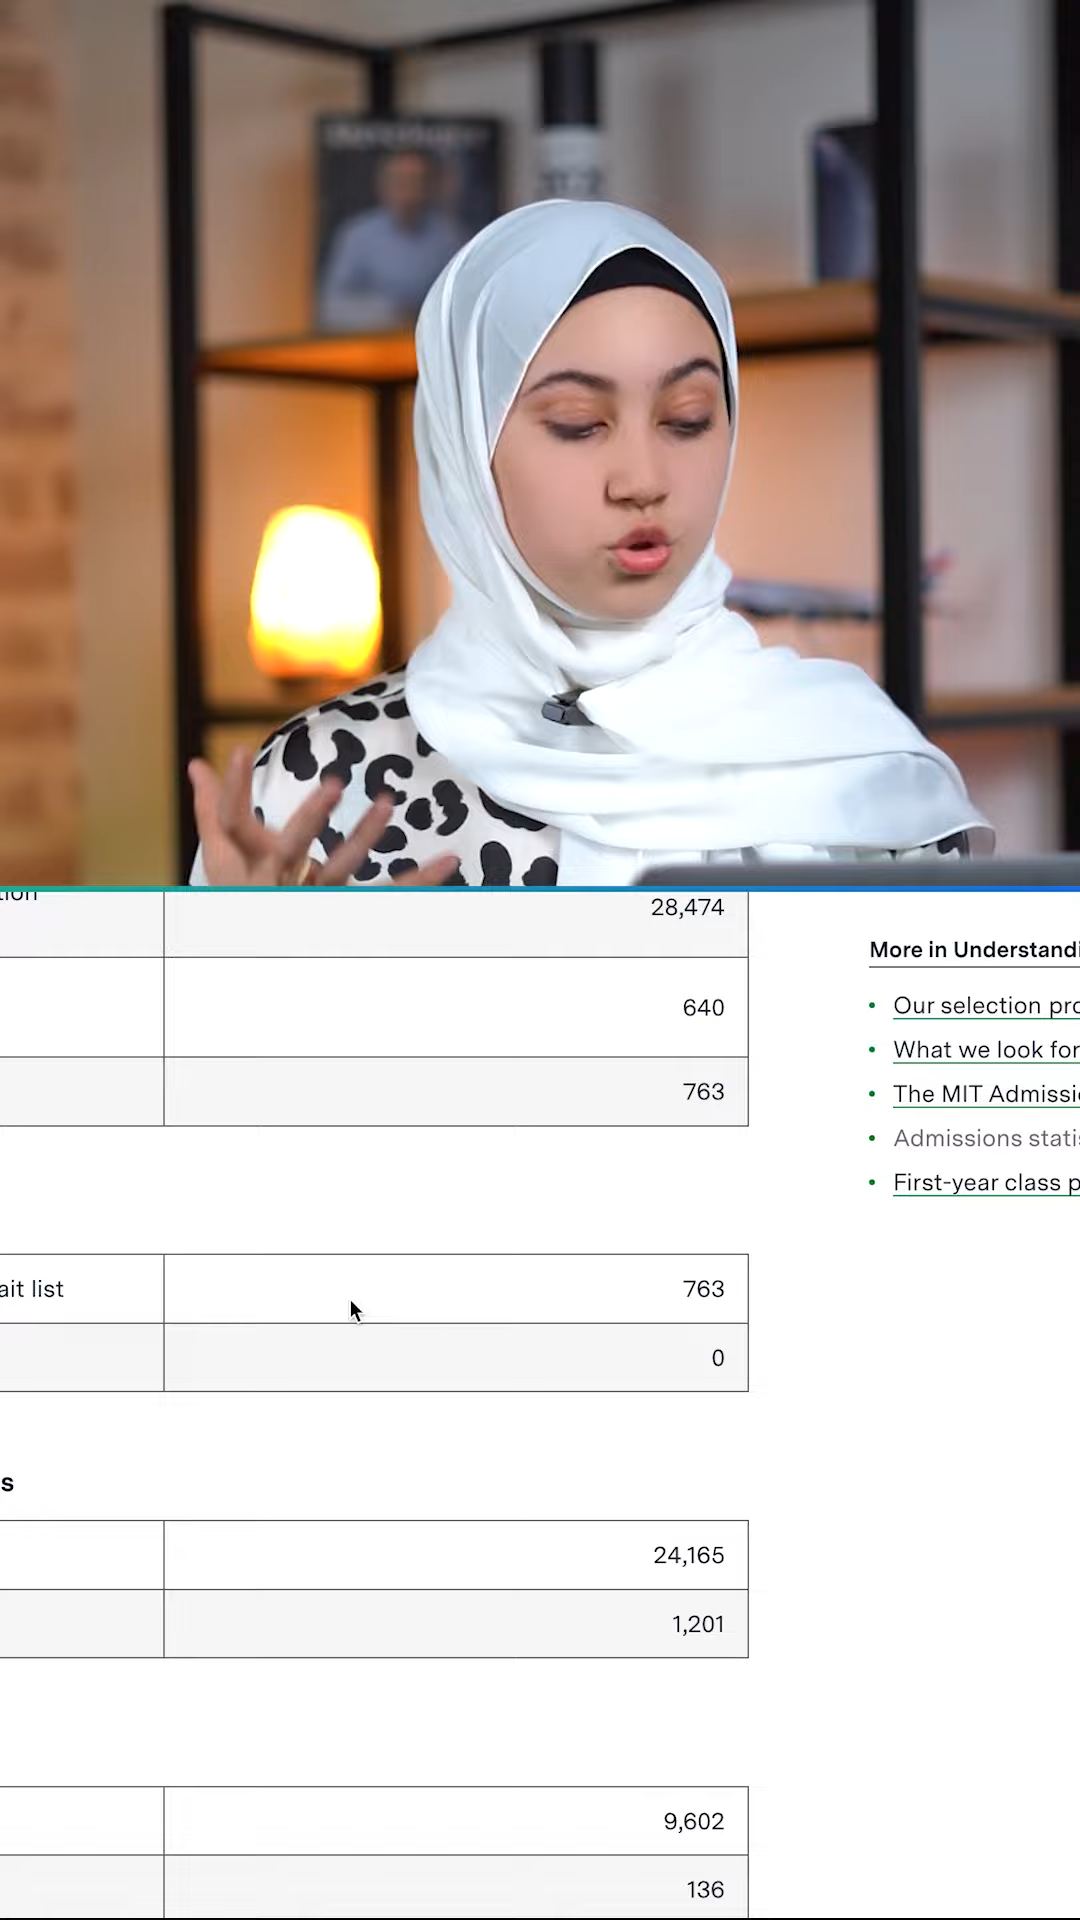 tion
28,474
640
763
ait list
763
0
s
24,165
1,201
9,602
136
More in Understandi
Our selection pro
What we look for
The MIT Admissi
Admissions stati
First-year class p